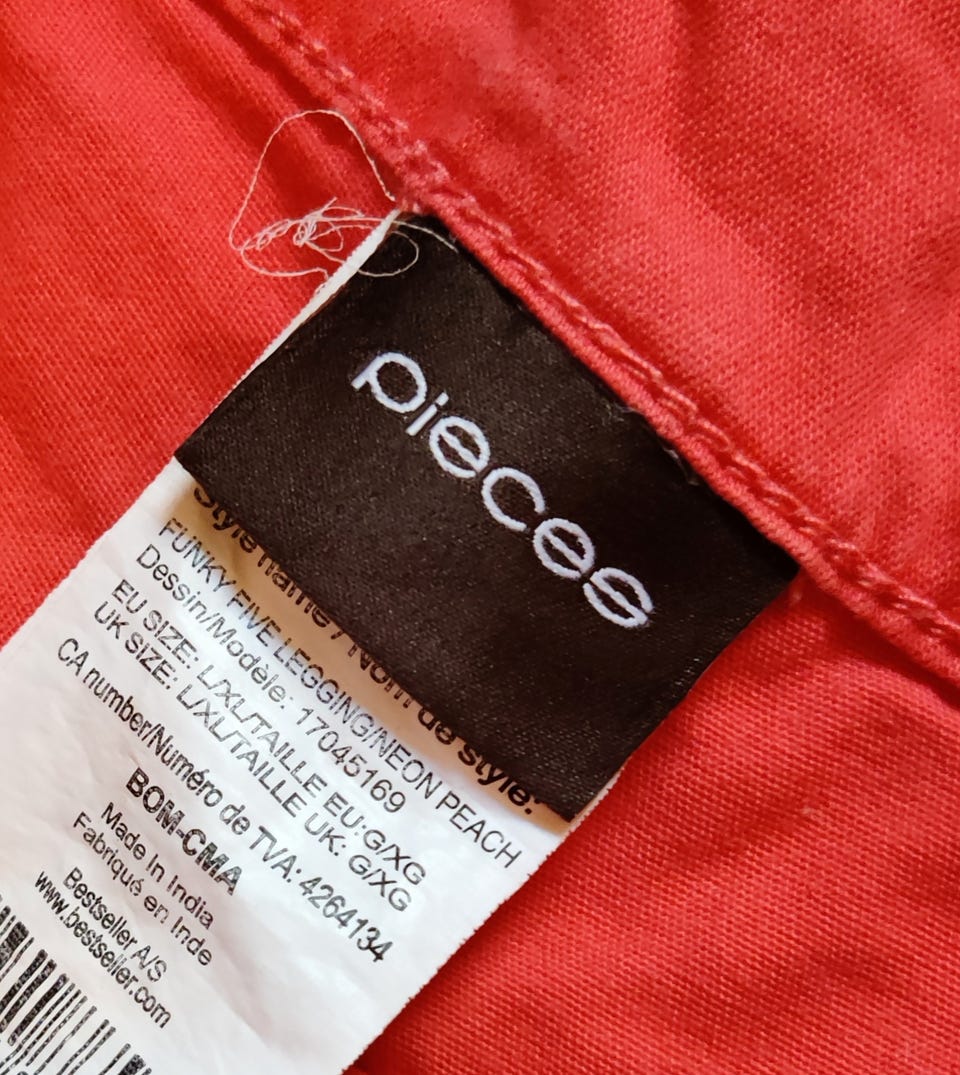 pieces
Style name / Nom de style:
FUNKY FIVE LEGGING/NEON PEACH
Dessin/Modèle: 17045169
EU SIZE: L/XL/TAILLE EU:G/XG
UK SIZE: L/XL/TAILLE UK: G/XG
CA number/Numéro de TVA: 4264134
BOM-CMA
Made In India
Fabriqué en Inde
Bestseller A/S
www.bestseller.com